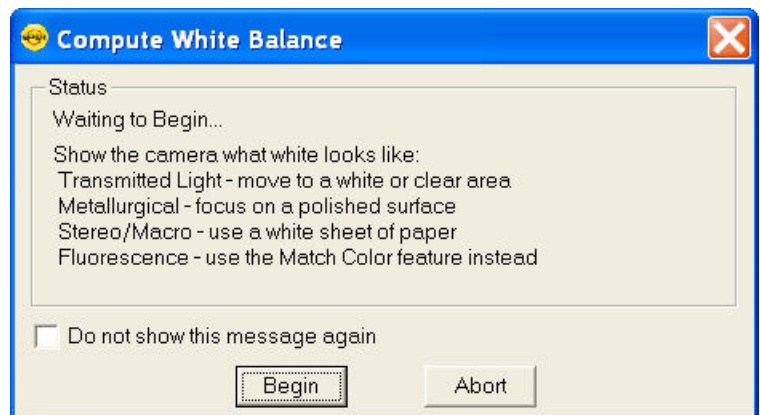 Compute White Balance
Status
Waiting to Begin...
Show the camera what white looks like:
Transmitted Light - move to a white or clear area
Metallurgical - focus on a polished surface
Stereo/Macro - use a white sheet of paper
Fluorescence - use the Match Color feature instead
Do not show this message again
Begin Abort